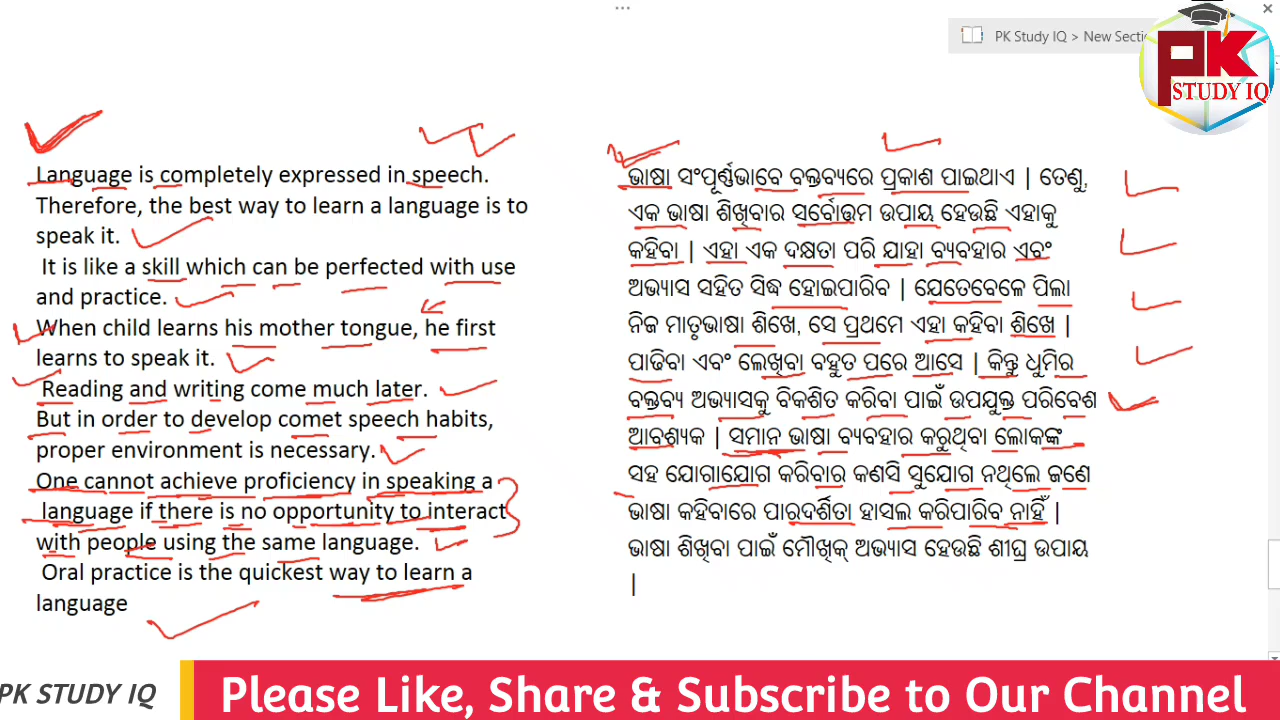 ...
PK Study IQ > New Secti
PK
STUDY IQ
Language is completely expressed in speech.
Therefore, the best way to learn a language is to
speak it.
It is like a skill which can be perfected with use
and practice.
When child learns his mother tongue, he first
learns to speak it.
Reading and writing come much later.
But in order to develop comet speech habits,
proper environment is necessary.
One cannot achieve proficiency in speaking a
language if there is no opportunity to interact
with people using the same language.
Oral practice is the quickest way to learn a
language
ଭାଷା ସଂପୂର୍ଣ୍ଣଭାବେ ବକ୍ତବ୍ୟରେ ପ୍ରକାଶ ପାଇଥାଏ | ତେଣୁ,
ଏକ ଭାଷା ଶିଖିବାର ସର୍ବୋତ୍ତମ ଉପାୟ ହେଉଛି ଏହାକୁ
କହିବା | ଏହା ଏକ ଦକ୍ଷତା ପରି ଯାହା ବ୍ୟବହାର ଏବଂ
ଅଭ୍ୟାସ ସହିତ ସିଦ୍ଧ ହୋଇପାରିବ | ଯେତେବେଳେ ପିଲା
ନିଜ ମାତୃଭାଷା ଶିଖେ, ସେ ପ୍ରଥମେ ଏହା କହିବା ଶିଖେ |
ପାଢିବା ଏବଂ ଲେଖିବା ବହୁତ ପରେ ଆସେ | କିନ୍ତୁ ଧୁମିର
ବକ୍ତବ୍ୟ ଅଭ୍ୟାସକୁ ବିକଶିତ କରିବା ପାଇଁ ଉପଯୁକ୍ତ ପରିବେଶ
ଆବଶ୍ୟକ | ସମାନ ଭାଷା ବ୍ୟବହାର କରୁଥିବା ଲୋକଙ୍କ
ସହ ଯୋଗାଯୋଗ କରିବାର କଣସି ସୁଯୋଗ ନଥିଲେ ଜଣେ
ଭାଷା କହିବାରେ ପାରଦର୍ଶିତା ହାସଲ କରିପାରିବ ନାହିଁ |
ଭାଷା ଶିଖିବା ପାଇଁ ମୌଖିକ୍ ଅଭ୍ୟାସ ହେଉଛି ଶୀଘ୍ର ଉପାୟ
|
PK STUDY IQ
Please Like, Share & Subscribe to Our Channel